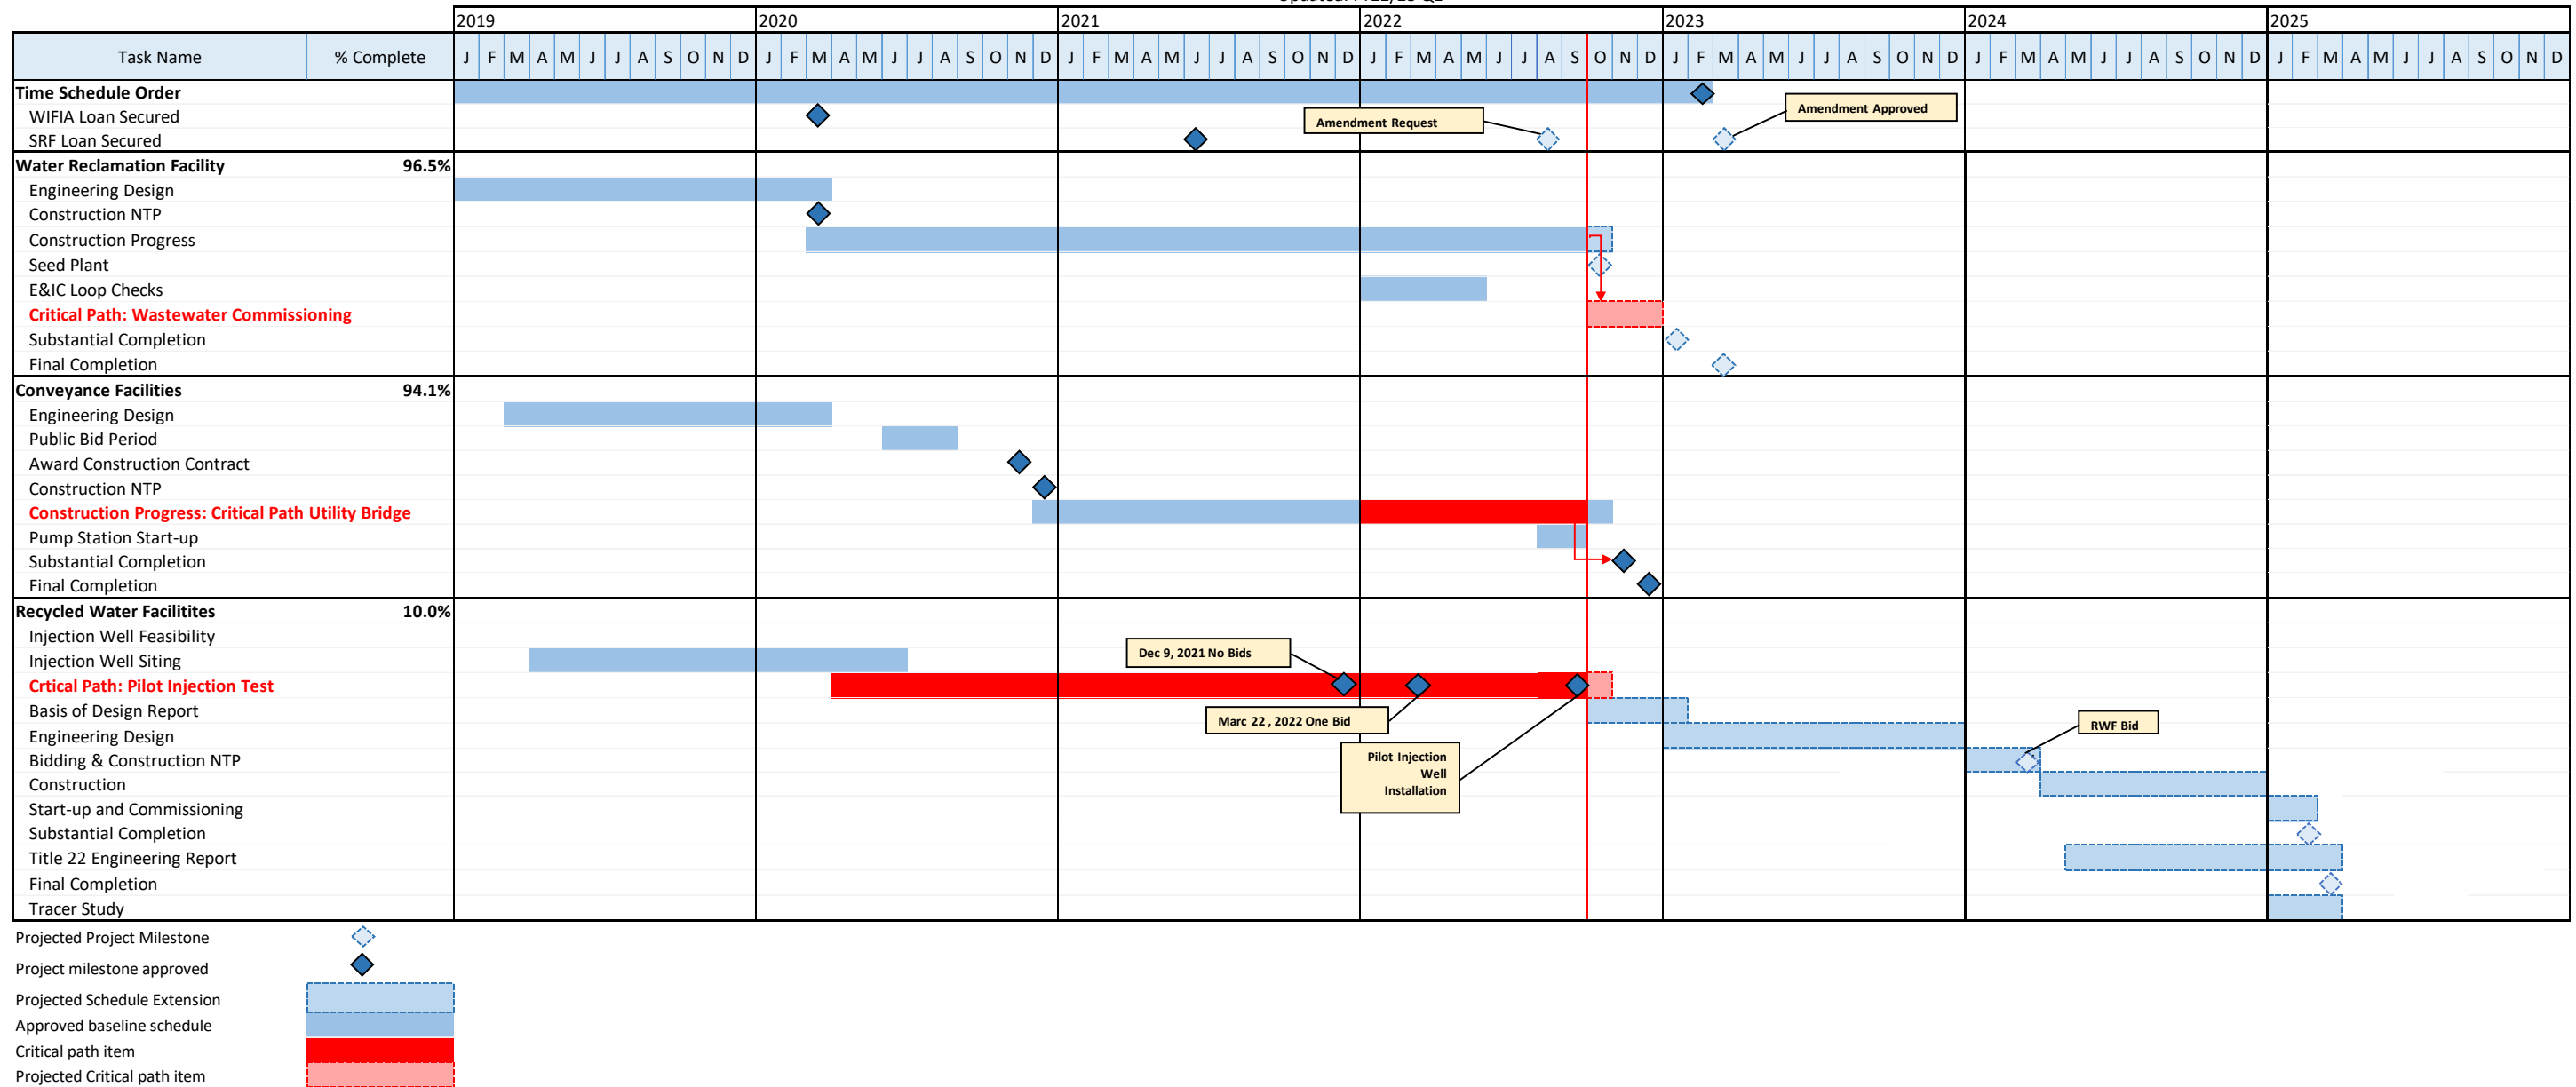 2019 2020 2021 2022 2023 2024 2025
Task Name % Complete J F M A M J J A S O N D J F M A M J J A S O N D J F M A M J J A S O N D J F M A M J J A S O N D J F M A M J J A S O N D J F M A M J J A S O N D J F M A M J J A S O N D
Time Schedule Order
WIFIA Loan Secured
Amendment Request
Amendment Approved
SRF Loan Secured
Water Reclamation Facility 96.5%
Engineering Design
Construction NTP
Construction Progress
Seed Plant
E&IC Loop Checks
Critical Path: Wastewater Commissioning
Substantial Completion
Final Completion
Conveyance Facilities 94.1%
Engineering Design
Public Bid Period
Award Construction Contract
Construction NTP
Construction Progress: Critical Path Utility Bridge
Pump Station Start-up
Substantial Completion
Final Completion
Recycled Water Facilitites 10.0%
Injection Well Feasibility
Dec 9, 2021 No Bids
Injection Well Siting
Crtical Path: Pilot Injection Test
Basis of Design Report
Marc 22 , 2022 One Bid
RWF Bid
Engineering Design
Pilot Injection
Well
Installation
Bidding & Construction NTP
Construction
Start-up and Commissioning
Substantial Completion
Title 22 Engineering Report
Final Completion
Tracer Study
Projected Project Milestone
Project milestone approved
Projected Schedule Extension
Approved baseline schedule
Critical path item
Projected Critical path item